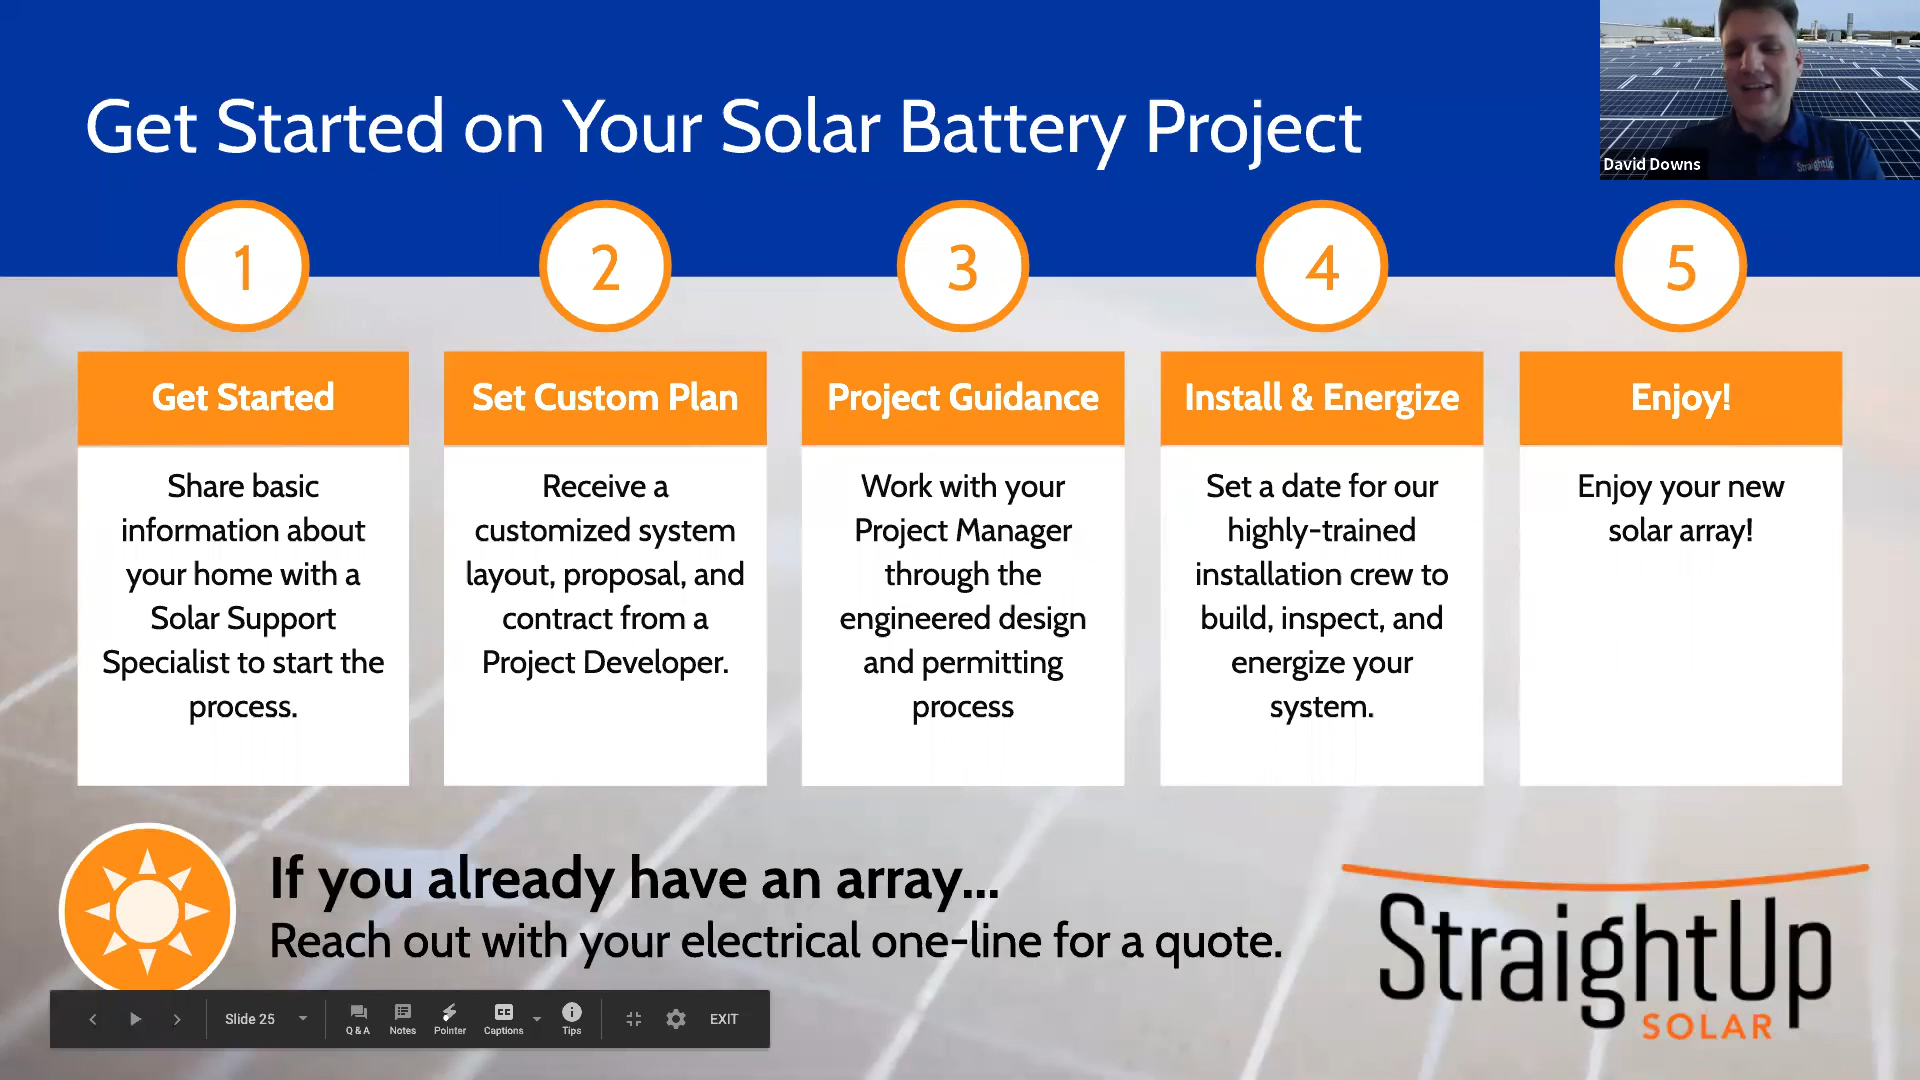 Get Started on Your Solar Battery Project
David Downs
StraightUp
1
2
3
4
5
Get Started
Share basic
information about
your home with a
Solar Support
Specialist to start the
process.
Set Custom Plan
Receive a
customized system
layout, proposal, and
contract from a
Project Developer.
Project Guidance
Work with your
Project Manager
through the
engineered design
and permitting
process
Install & Energize
Set a date for our
highly-trained
installation crew to
build, inspect, and
energize your
system.
Enjoy!
Enjoy your new
solar array!
If you already have an array...
Reach out with your electrical one-line for a quote.
StraightUp
SOLAR
Slide 25
Q & A
Notes
Pointer
CC
Captions
Tips
EXIT